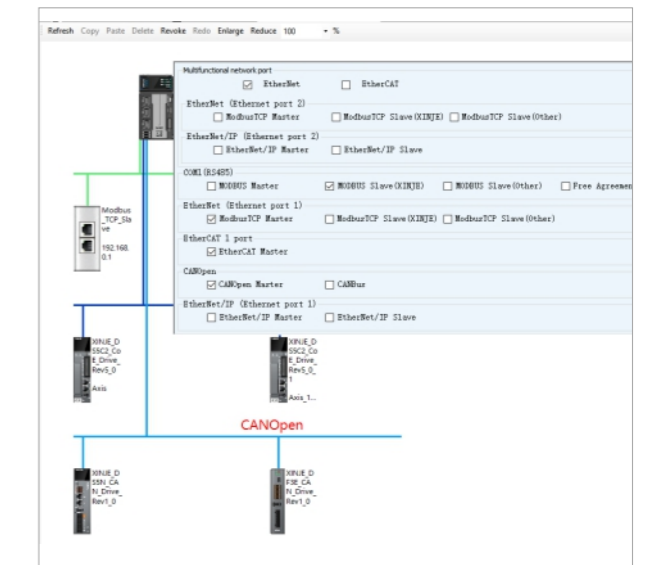 Refresh Copy Paste Delete Revoke Redo Enlarge Reduce 100 %
Multifunctional network port
EtherNet EtherCAT
EtherNet (Ethernet port 2)
ModbusTCP Master ModbusTCP Slave(XINJE) ModbusTCP Slave(Other)
EtherNet/IP (Ethernet port 2)
EtherNet/IP Master EtherNet/IP Slave
COM1(RS485)
MODBUS Master MODBUS Slave(XINJE) MODBUS Slave(Other) Free Agreemen
EtherNet (Ethernet port 1)
ModbusTCP Master ModbusTCP Slave(XINJE) ModbusTCP Slave(Other)
EtherCAT 1 port
EtherCAT Master
CANOpen
CANOpen Master CANBus
EtherNet/IP (Ethernet port 1)
EtherNet/IP Master EtherNet/IP Slave
Modbus
_TCP_Sla
ve
192.168.
0.1
XINJE_D
S5C2_Co
E_Drive_
Rev5_0
Axis
XINJE_D
S5C2_Co
E_Drive_
Rev5_0_
1
Axis_1...
CANOpen
XINJE_D
S5N_CA
N_Drive_
Rev1_0
XINJE_D
F3E_CA
N_Drive_
Rev1_0